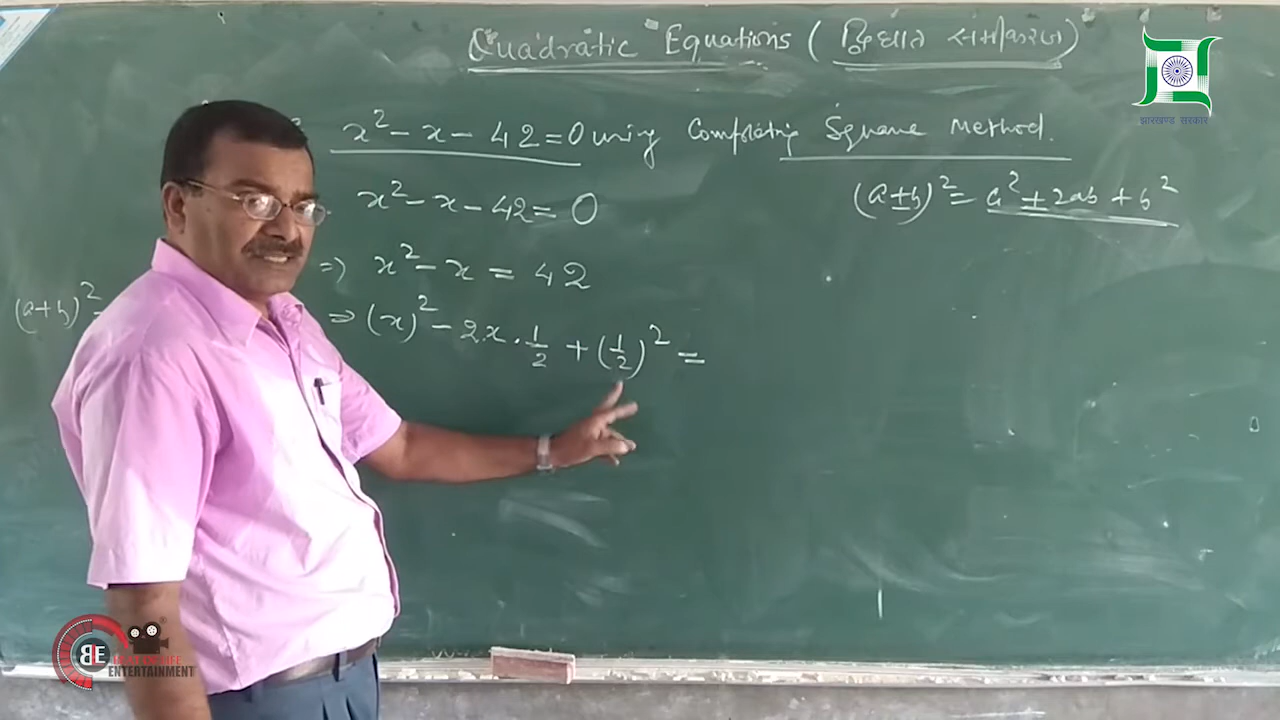 Quadratic Equations (द्विघात समीकरण)
x² - x - 42 = 0 using Completing Square Method.
(a ± b)² = a² ± 2ab + b²
x² - x - 42 = 0
⇒ x² - x = 42
(a + b)²
⇒ (x)² - 2x · 1/2 + (1/2)² =
झारखण्ड सरकार
BLE
ENTERTAINMENT